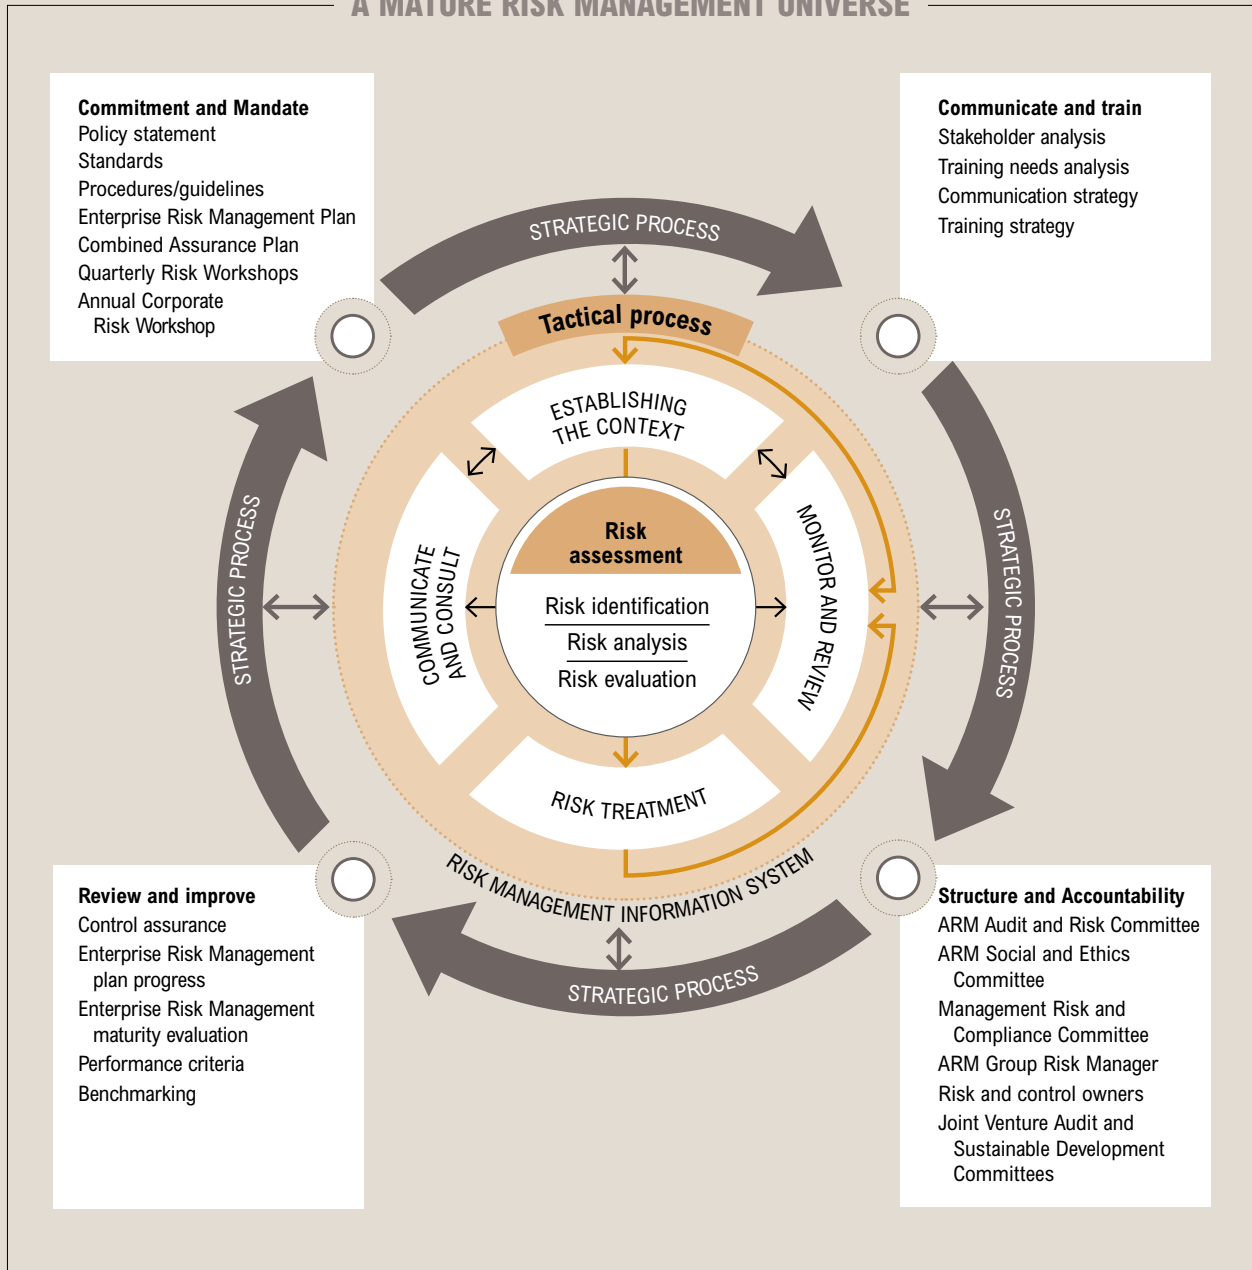 A MATURE RISK MANAGEMENT UNIVERSE
Commitment and Mandate
Policy statement
Standards
Procedures/guidelines
Enterprise Risk Management Plan
Combined Assurance Plan
Quarterly Risk Workshops
Annual Corporate
Risk Workshop
Communicate and train
Stakeholder analysis
Training needs analysis
Communication strategy
Training strategy
STRATEGIC PROCESS
Tactical process
ESTABLISHING
THE CONTEXT
STRATEGIC PROCESS
COMMUNICATE
AND CONSULT
Risk
assessment
Risk identification
Risk analysis
Risk evaluation
MONITOR AND REVIEW
STRATEGIC PROCESS
RISK TREATMENT
RISK MANAGEMENT INFORMATION SYSTEM
STRATEGIC PROCESS
Review and improve
Control assurance
Enterprise Risk Management
plan progress
Enterprise Risk Management
maturity evaluation
Performance criteria
Benchmarking
Structure and Accountability
ARM Audit and Risk Committee
ARM Social and Ethics
Committee
Management Risk and
Compliance Committee
ARM Group Risk Manager
Risk and control owners
Joint Venture Audit and
Sustainable Development
Committees